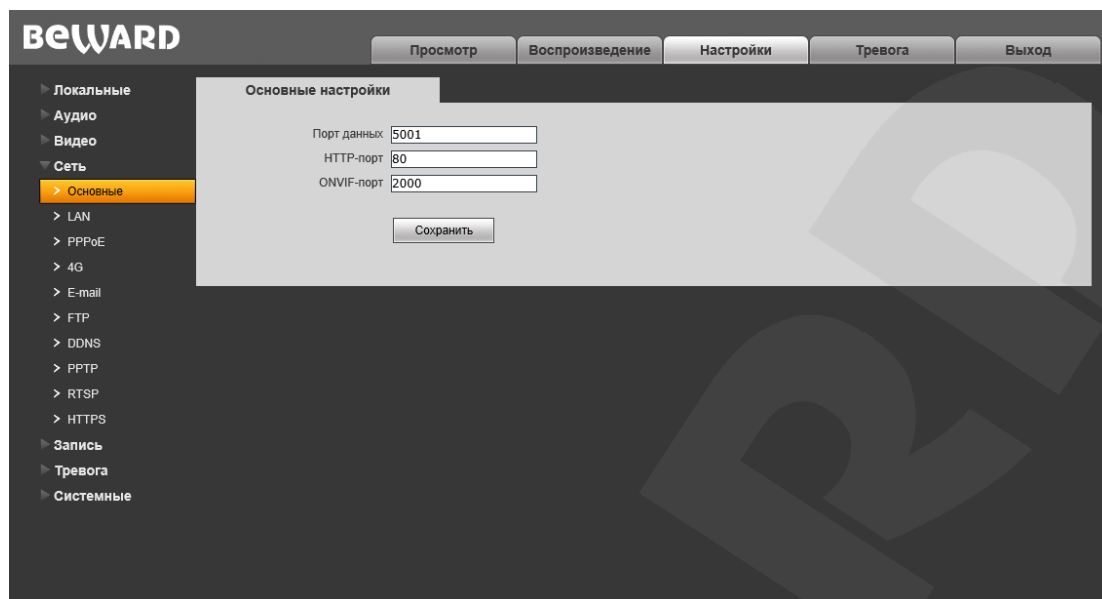 BEWARD
Просмотр Воспроизведение Настройки Тревога Выход
Локальные
Аудио
Видео
Сеть
> Основные
> LAN
> PPPoE
> 4G
> E-mail
> FTP
> DDNS
> PPTP
> RTSP
> HTTPS
Запись
Тревога
Системные
Основные настройки
Порт данных 5001
HTTP-порт 80
ONVIF-порт 2000
Сохранить
RD